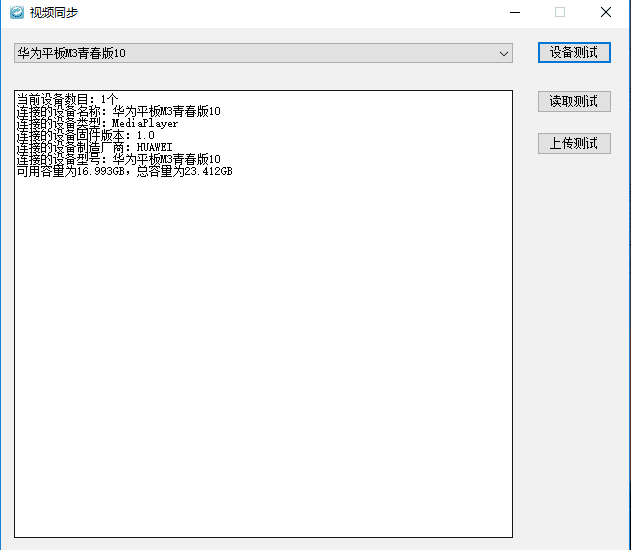 视频同步
华为平板M3青春版10
设备测试
当前设备数目：1个
连接的设备名称：华为平板M3青春版10
连接的设备类型：MediaPlayer
连接的设备固件版本：1.0
连接的设备制造厂商：HUAWEI
连接的设备型号：华为平板M3青春版10
可用容量为16.993GB，总容量为23.412GB
读取测试
上传测试